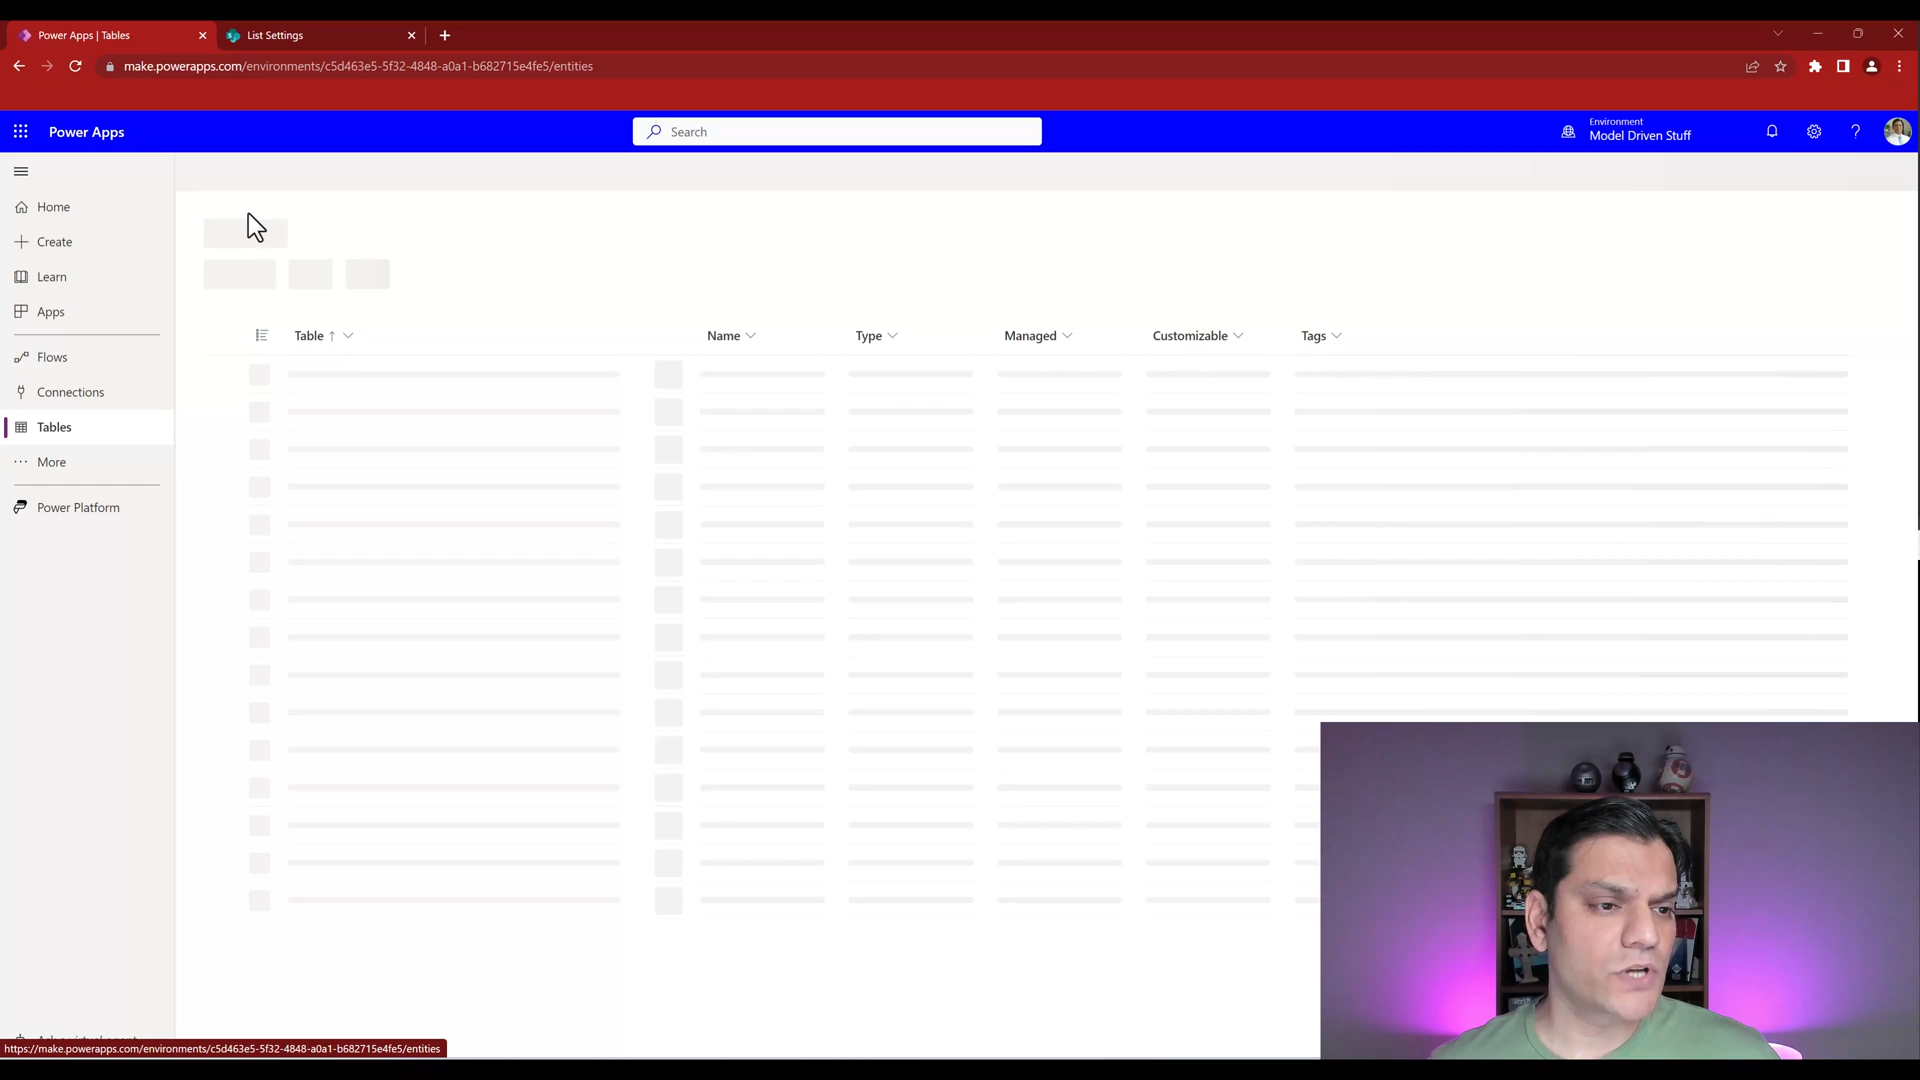 Power Apps | Tables
List Settings
make.powerapps.com/environments/c5d463e5-5f32-4848-a0a1-b682715e4fe5/entities
Power Apps
Search
Environment
Model Driven Stuff
Home
Create
Learn
Apps
Flows
Connections
Tables
More
Power Platform
Table
Name
Type
Managed
Customizable
Tags
https://make.powerapps.com/environments/c5d463e5-5f32-4848-a0a1-b682715e4fe5/entities